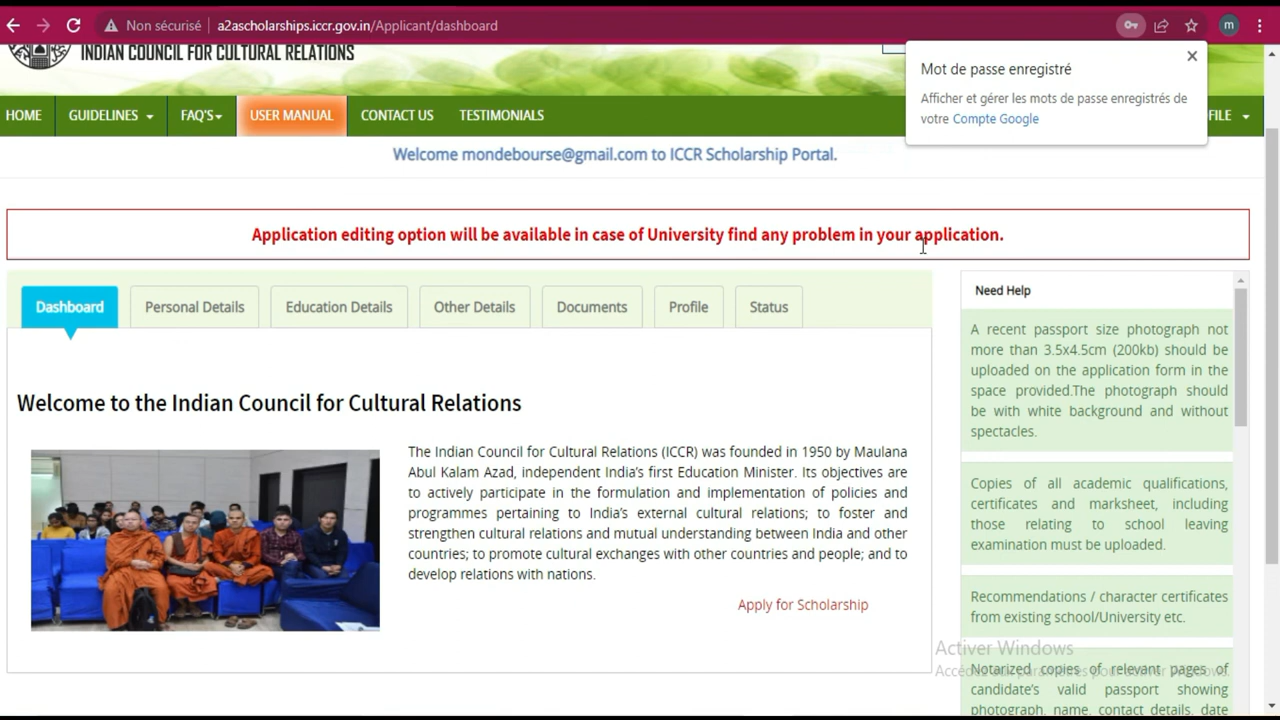 Non sécurisé
a2ascholarships.iccr.gov.in/Applicant/dashboard
m
INDIAN COUNCIL FOR CULTURAL RELATIONS
Mot de passe enregistré
Afficher et gérer les mots de passe enregistrés de
votre Compte Google
HOME
GUIDELINES
FAQ'S
USER MANUAL
CONTACT US
TESTIMONIALS
FILE
Welcome mondebourse@gmail.com to ICCR Scholarship Portal.
Application editing option will be available in case of University find any problem in your application.
Dashboard
Personal Details
Education Details
Other Details
Documents
Profile
Status
Welcome to the Indian Council for Cultural Relations
The Indian Council for Cultural Relations (ICCR) was founded in 1950 by Maulana
Abul Kalam Azad, independent India's first Education Minister. Its objectives are
to actively participate in the formulation and implementation of policies and
programmes pertaining to India's external cultural relations; to foster and
strengthen cultural relations and mutual understanding between India and other
countries; to promote cultural exchanges with other countries and people; and to
develop relations with nations.
Apply for Scholarship
Need Help
A recent passport size photograph not
more than 3.5x4.5cm (200kb) should be
uploaded on the application form in the
space provided.The photograph should
be with white background and without
spectacles.
Copies of all academic qualifications,
certificates and marksheet, including
those relating to school leaving
examination must be uploaded.
Recommendations / character certificates
from existing school/University etc.
Notarized copies of relevant pages of
candidate's valid passport showing
photograph, name, contact details, date
Activer Windows
Accédez aux paramètres pour activer Windows.